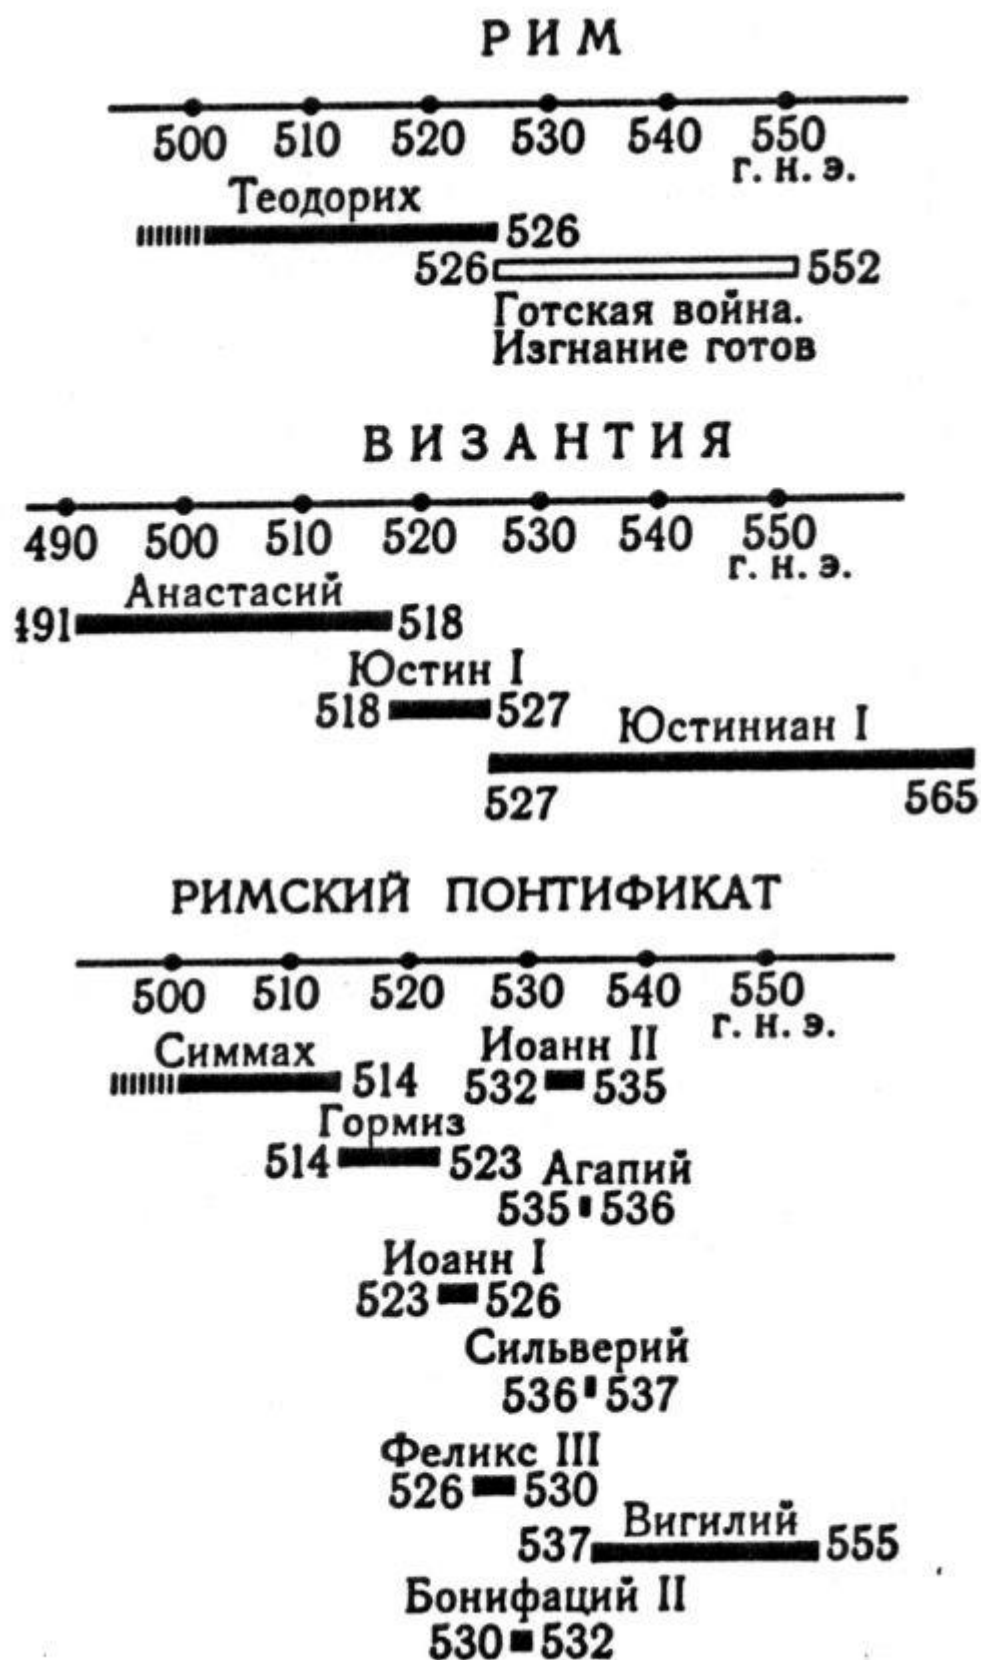 РИМ
500 510 520 530 540 550
г. н. э.
Теодорих
526
526 552
Готская война.
Изгнание готов
ВИЗАНТИЯ
490 500 510 520 530 540 550
г. н. э.
Анастасий
491 518
Юстин I
518 527
Юстиниан I
527 565
РИМСКИЙ ПОНТИФИКАТ
500 510 520 530 540 550
г. н. э.
Симмах Иоанн II
514 532 535
Гормиз
514 523
Агапий
535 536
Иоанн I
523 526
Сильверий
536 537
Феликс III
526 530
Вигилий
537 555
Бонифаций II
530 532